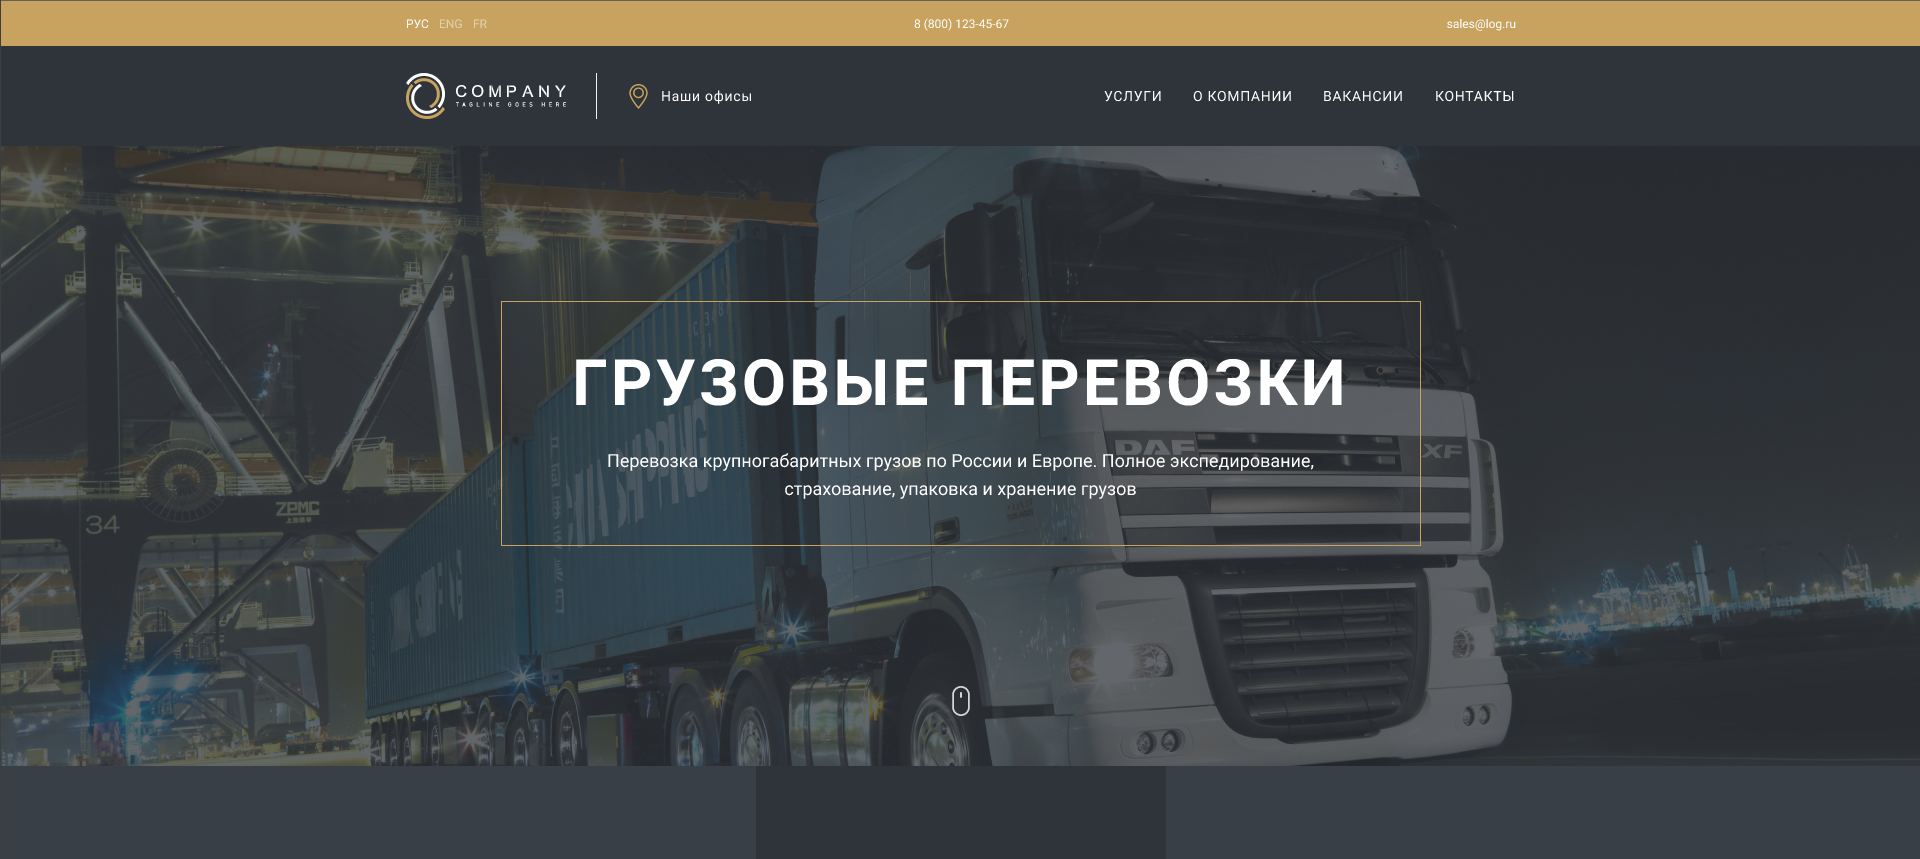 РУС ENG FR
8 (800) 123-45-67
sales@log.ru
COMPANY
TAGLINE GOES HERE
Наши офисы
УСЛУГИ О КОМПАНИИ ВАКАНСИИ КОНТАКТЫ
ГРУЗОВЫЕ ПЕРЕВОЗКИ
Перевозка крупногабаритных грузов по России и Европе. Полное экспедирование,
страхование, упаковка и хранение грузов
DAF
XF
SHIPPING
ZPMC
34